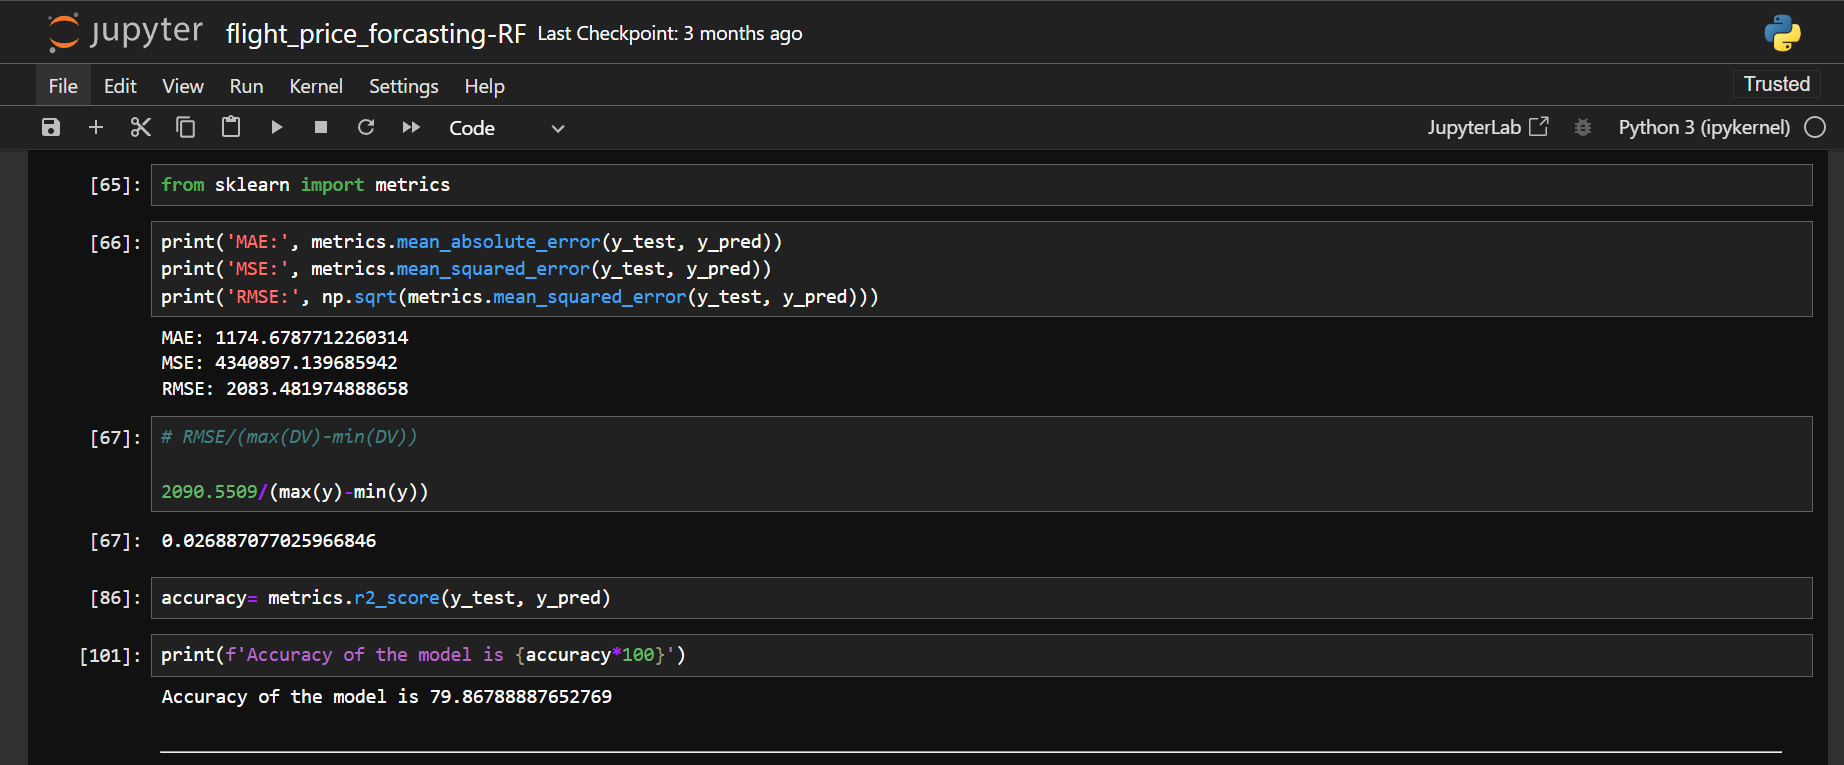 jupyter flight_price_forcasting-RF Last Checkpoint: 3 months ago
File Edit View Run Kernel Settings Help Trusted
Code JupyterLab Python 3 (ipykernel)
[65]: from sklearn import metrics
[66]: print('MAE:', metrics.mean_absolute_error(y_test, y_pred))
print('MSE:', metrics.mean_squared_error(y_test, y_pred))
print('RMSE:', np.sqrt(metrics.mean_squared_error(y_test, y_pred)))
MAE: 1174.6787712260314
MSE: 4340897.139685942
RMSE: 2083.481974888658
[67]: # RMSE/(max(DV)-min(DV))
2090.5509/(max(y)-min(y))
[67]: 0.026887077025966846
[86]: accuracy= metrics.r2_score(y_test, y_pred)
[101]: print(f'Accuracy of the model is {accuracy*100}')
Accuracy of the model is 79.86788887652769